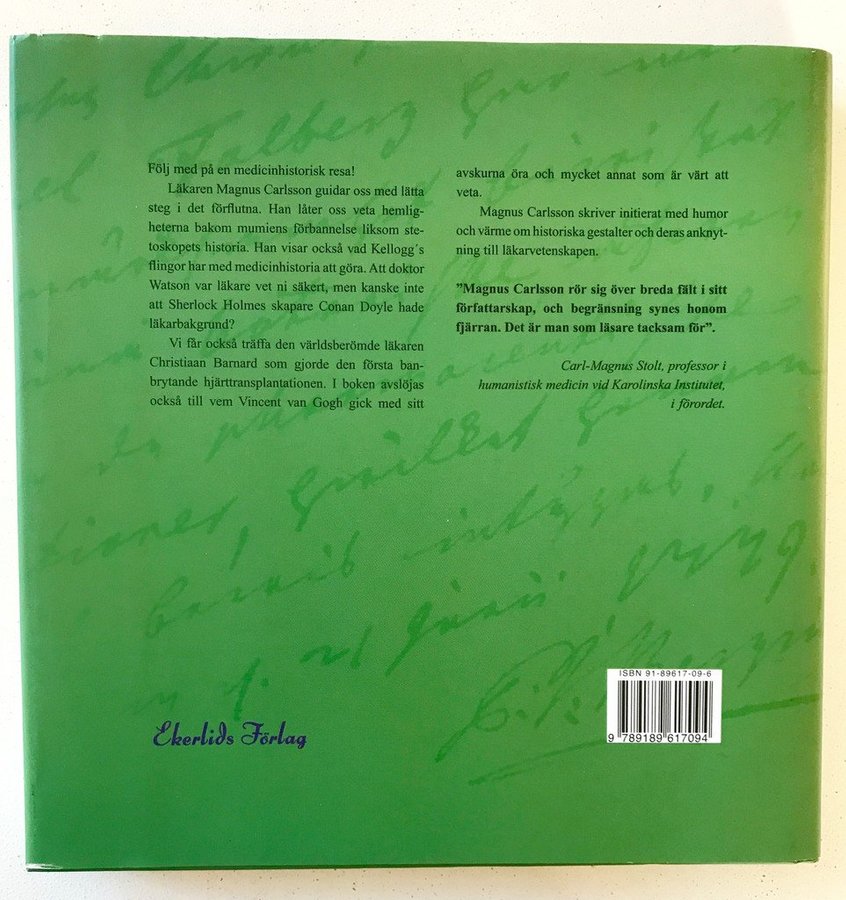 Följ med på en medicinhistorisk resa!
Läkaren Magnus Carlsson guidar oss med lätta
steg i det förflutna. Han låter oss veta hemlig-
heterna bakom mumiens förbannelse liksom ste-
toskopets historia. Han visar också vad Kellogg´s
flingor har med medicinhistoria att göra. Att doktor
Watson var läkare vet ni säkert, men kanske inte
att Sherlock Holmes skapare Conan Doyle hade
läkarbakgrund?
Vi får också träffa den världsberömde läkaren
Christiaan Barnard som gjorde den första ban-
brytande hjärttransplantationen. I boken avslöjas
också till vem Vincent van Gogh gick med sitt
avskurna öra och mycket annat som är värt att
veta.
Magnus Carlsson skriver initierat med humor
och värme om historiska gestalter och deras anknyt-
ning till läkarvetenskapen.
”Magnus Carlsson rör sig över breda fält i sitt
författarskap, och begränsning synes honom
fjärran. Det är man som läsare tacksam för”.
Carl-Magnus Stolt, professor i
humanistisk medicin vid Karolinska Institutet,
i förordet.
ISBN 91-89617-09-6
9 789189 617094
Ekerlids Förlag